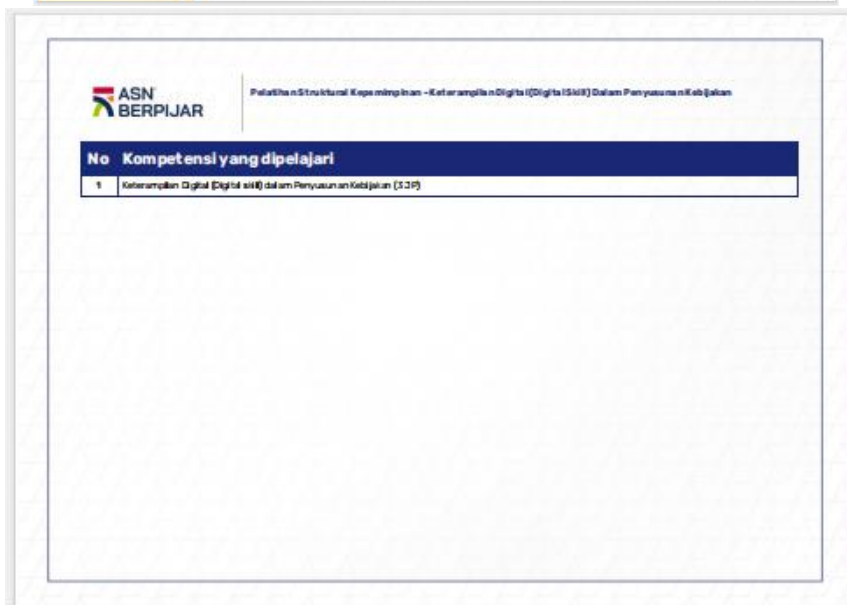 ASN
BERPIJAR
Pelatihan Struktural Kepemimpinan - Keterampilan Digital (Digital Skill) Dalam Penyusunan Kebijakan
No Kompetensi yang dipelajari
1 Keterampilan Digital (Digital skill) dalam Penyusunan Kebijakan (3 JP)